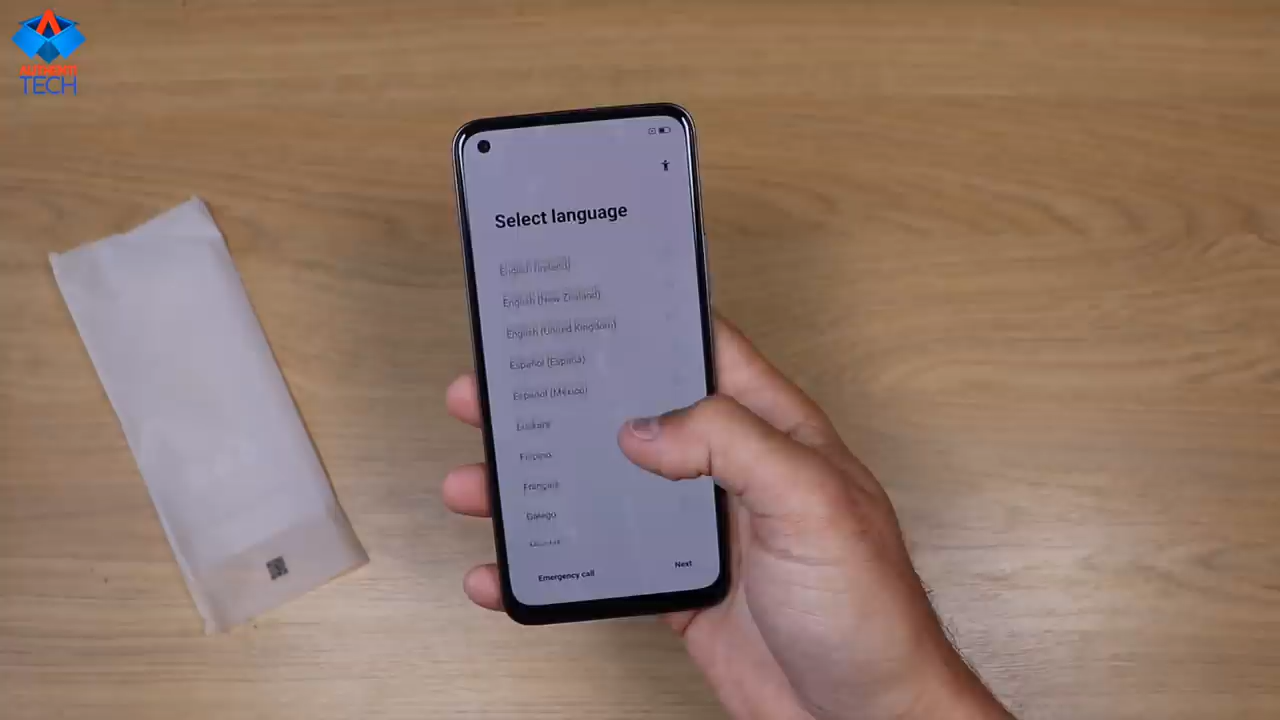 AUTHENTI
TECH
Select language
English (Ireland)
English (New Zealand)
English (United Kingdom)
Español (España)
Español (México)
Euskara
Filipino
Français
Galego
Emergency call
Next